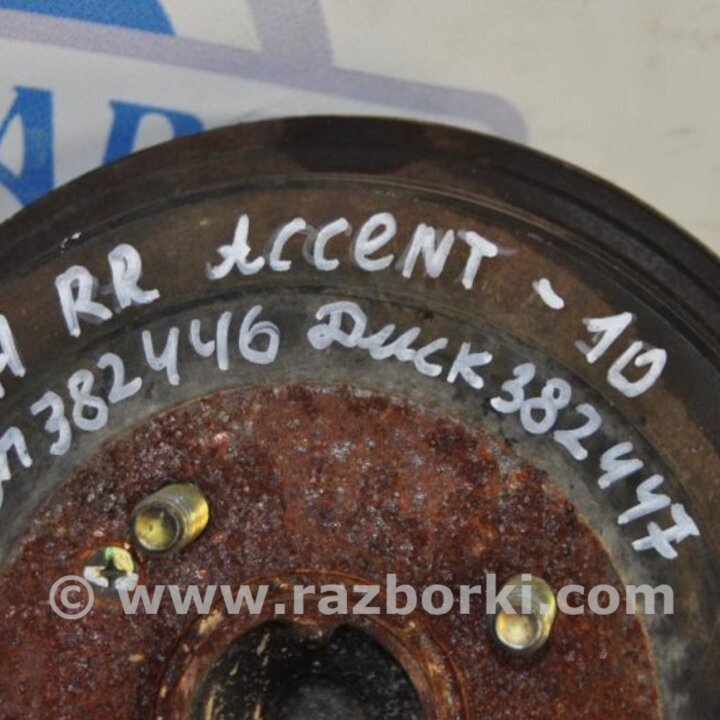 RR ACCENT - 10
382446 Диск 382447
© www.razborki.com